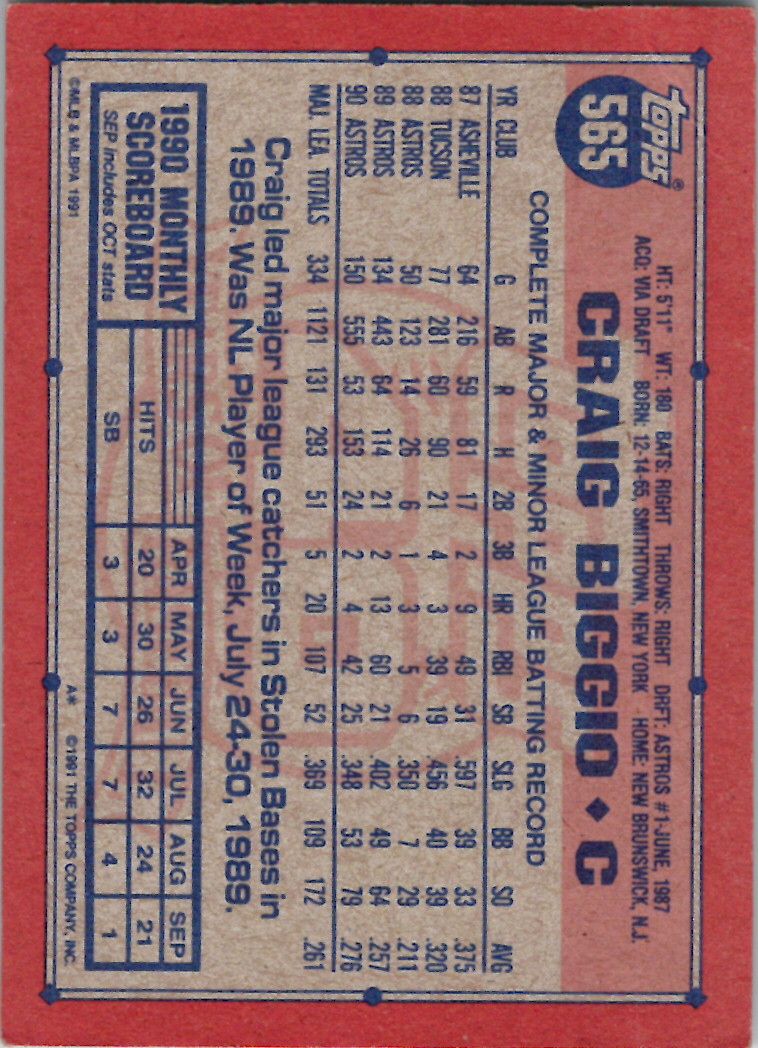 topps®
565
HT: 5'11" WT: 180 BATS: RIGHT THROWS: RIGHT DRFT: ASTROS #1-JUNE, 1987
ACQ: VIA DRAFT BORN: 12-14-65, SMITHTOWN, NEW YORK HOME: NEW BRUNSWICK, N.J.
CRAIG BIGGIO ♦ C
COMPLETE MAJOR & MINOR LEAGUE BATTING RECORD
YR CLUB G AB R H 2B 3B HR RBI SB SLG BB SO AVG
87 ASHEVILLE 64 216 59 81 17 2 9 49 31 .597 39 33 .375
88 TUCSON 77 281 60 90 21 4 3 39 19 .456 40 39 .320
88 ASTROS 50 123 14 26 6 1 3 5 6 .350 7 29 .211
89 ASTROS 134 443 64 114 21 2 13 60 21 .402 49 64 .257
90 ASTROS 150 555 53 153 24 2 4 42 25 .348 53 79 .276
MAJ. LEA. TOTALS 334 1121 131 293 51 5 20 107 52 .369 109 172 .261
Craig led major league catchers in Stolen Bases in
1989. Was NL Player of Week, July 24-30, 1989.
1990 MONTHLY
SCOREBOARD
SEP includes OCT stats
APR MAY JUN JUL AUG SEP
HITS 20 30 26 32 24 21
SB 3 3 7 7 4 1
©MLB & MLBPA 1991 A* ©1991 THE TOPPS COMPANY, INC.